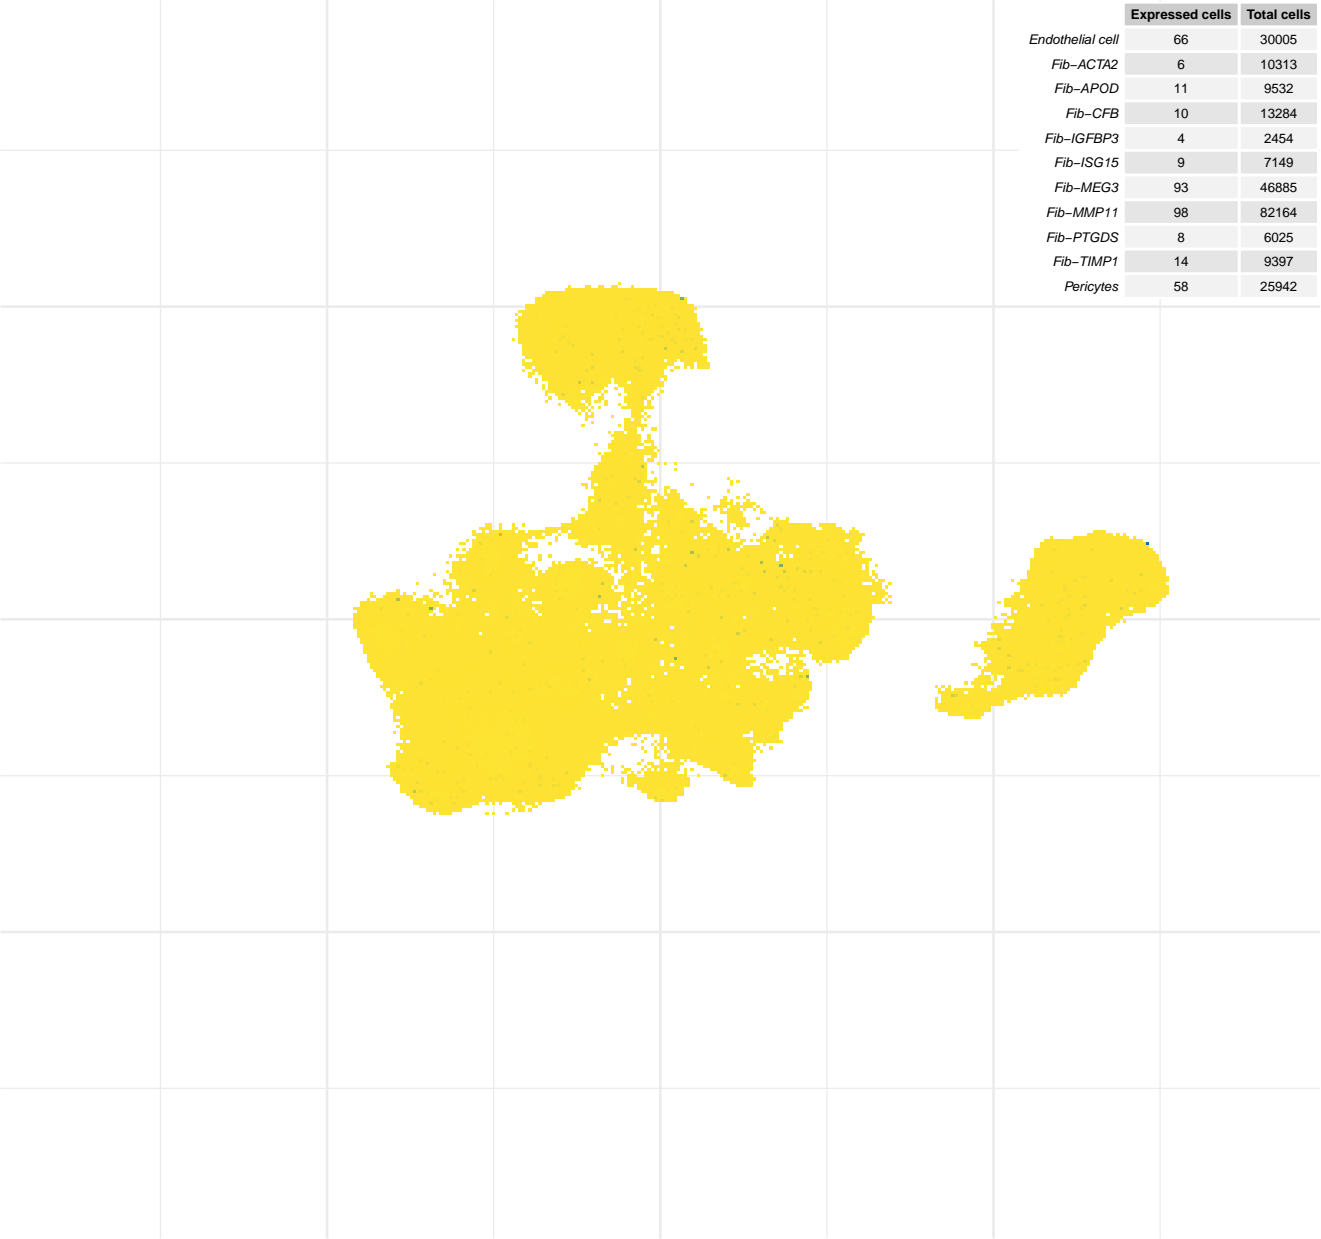 Expressed cells Total cells
Endothelial cell 66 30005
Fib−ACTA2 6 10313
Fib−APOD 11 9532
Fib−CFB 10 13284
Fib−IGFBP3 4 2454
Fib−ISG15 9 7149
Fib−MEG3 93 46885
Fib−MMP11 98 82164
Fib−PTGDS 8 6025
Fib−TIMP1 14 9397
Pericytes 58 25942